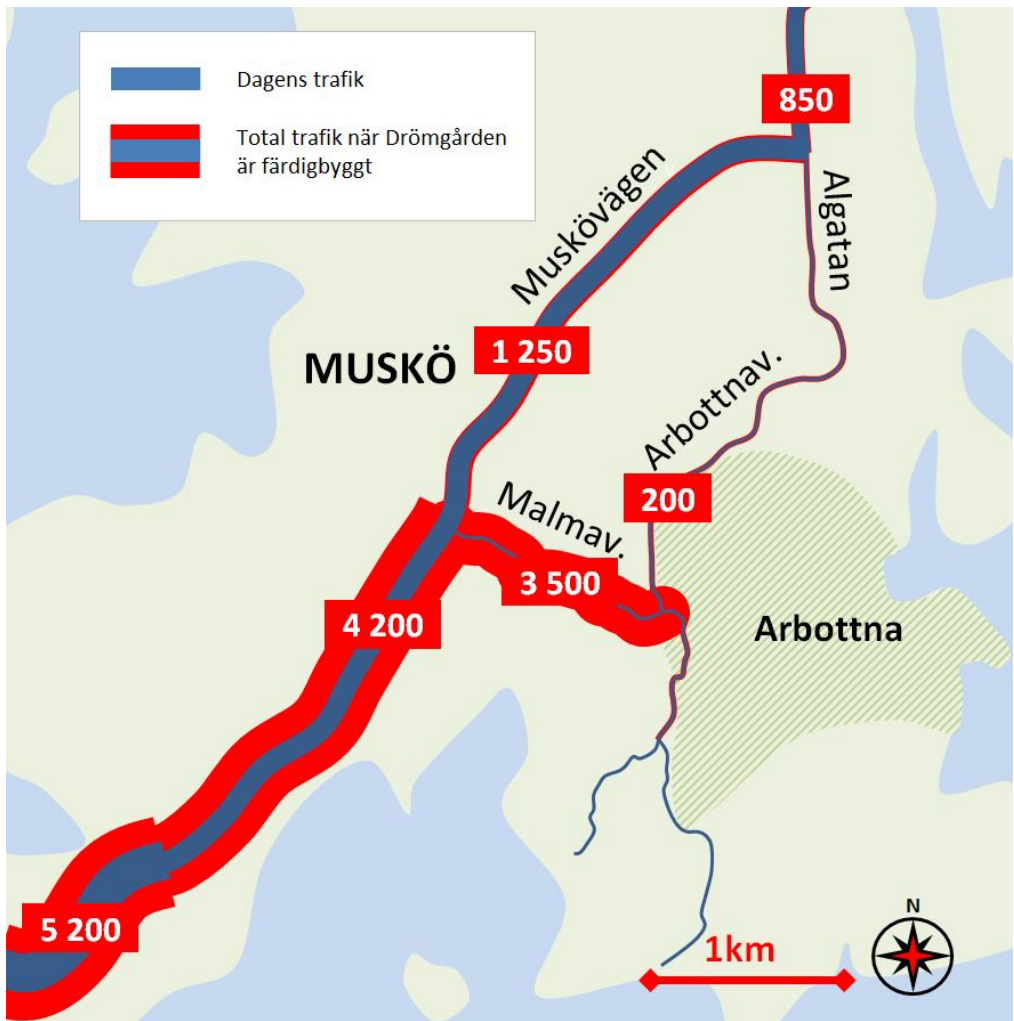 Dagens trafik
Total trafik när Drömgården
är färdigbyggt
850
Muskövägen
Algatan
1 250
MUSKÖ
Arbottnav.
200
Malmav.
3 500
4 200
Arbottna
5 200
N
1km